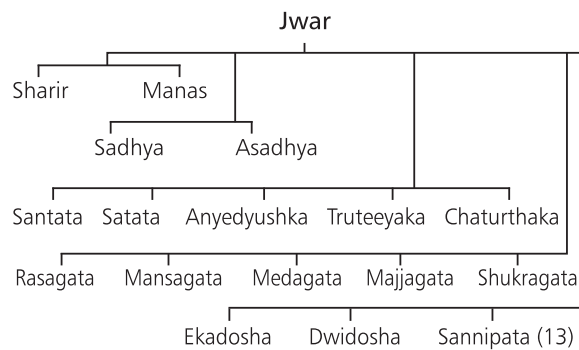 Jwar
Sharir Manas
Sadhya Asadhya
Santata Satata Anyedyushka Truteeyaka Chaturthaka
Rasagata Mansagata Medagata Majjagata Shukragata
Ekadosha Dwidosha Sannipata (13)